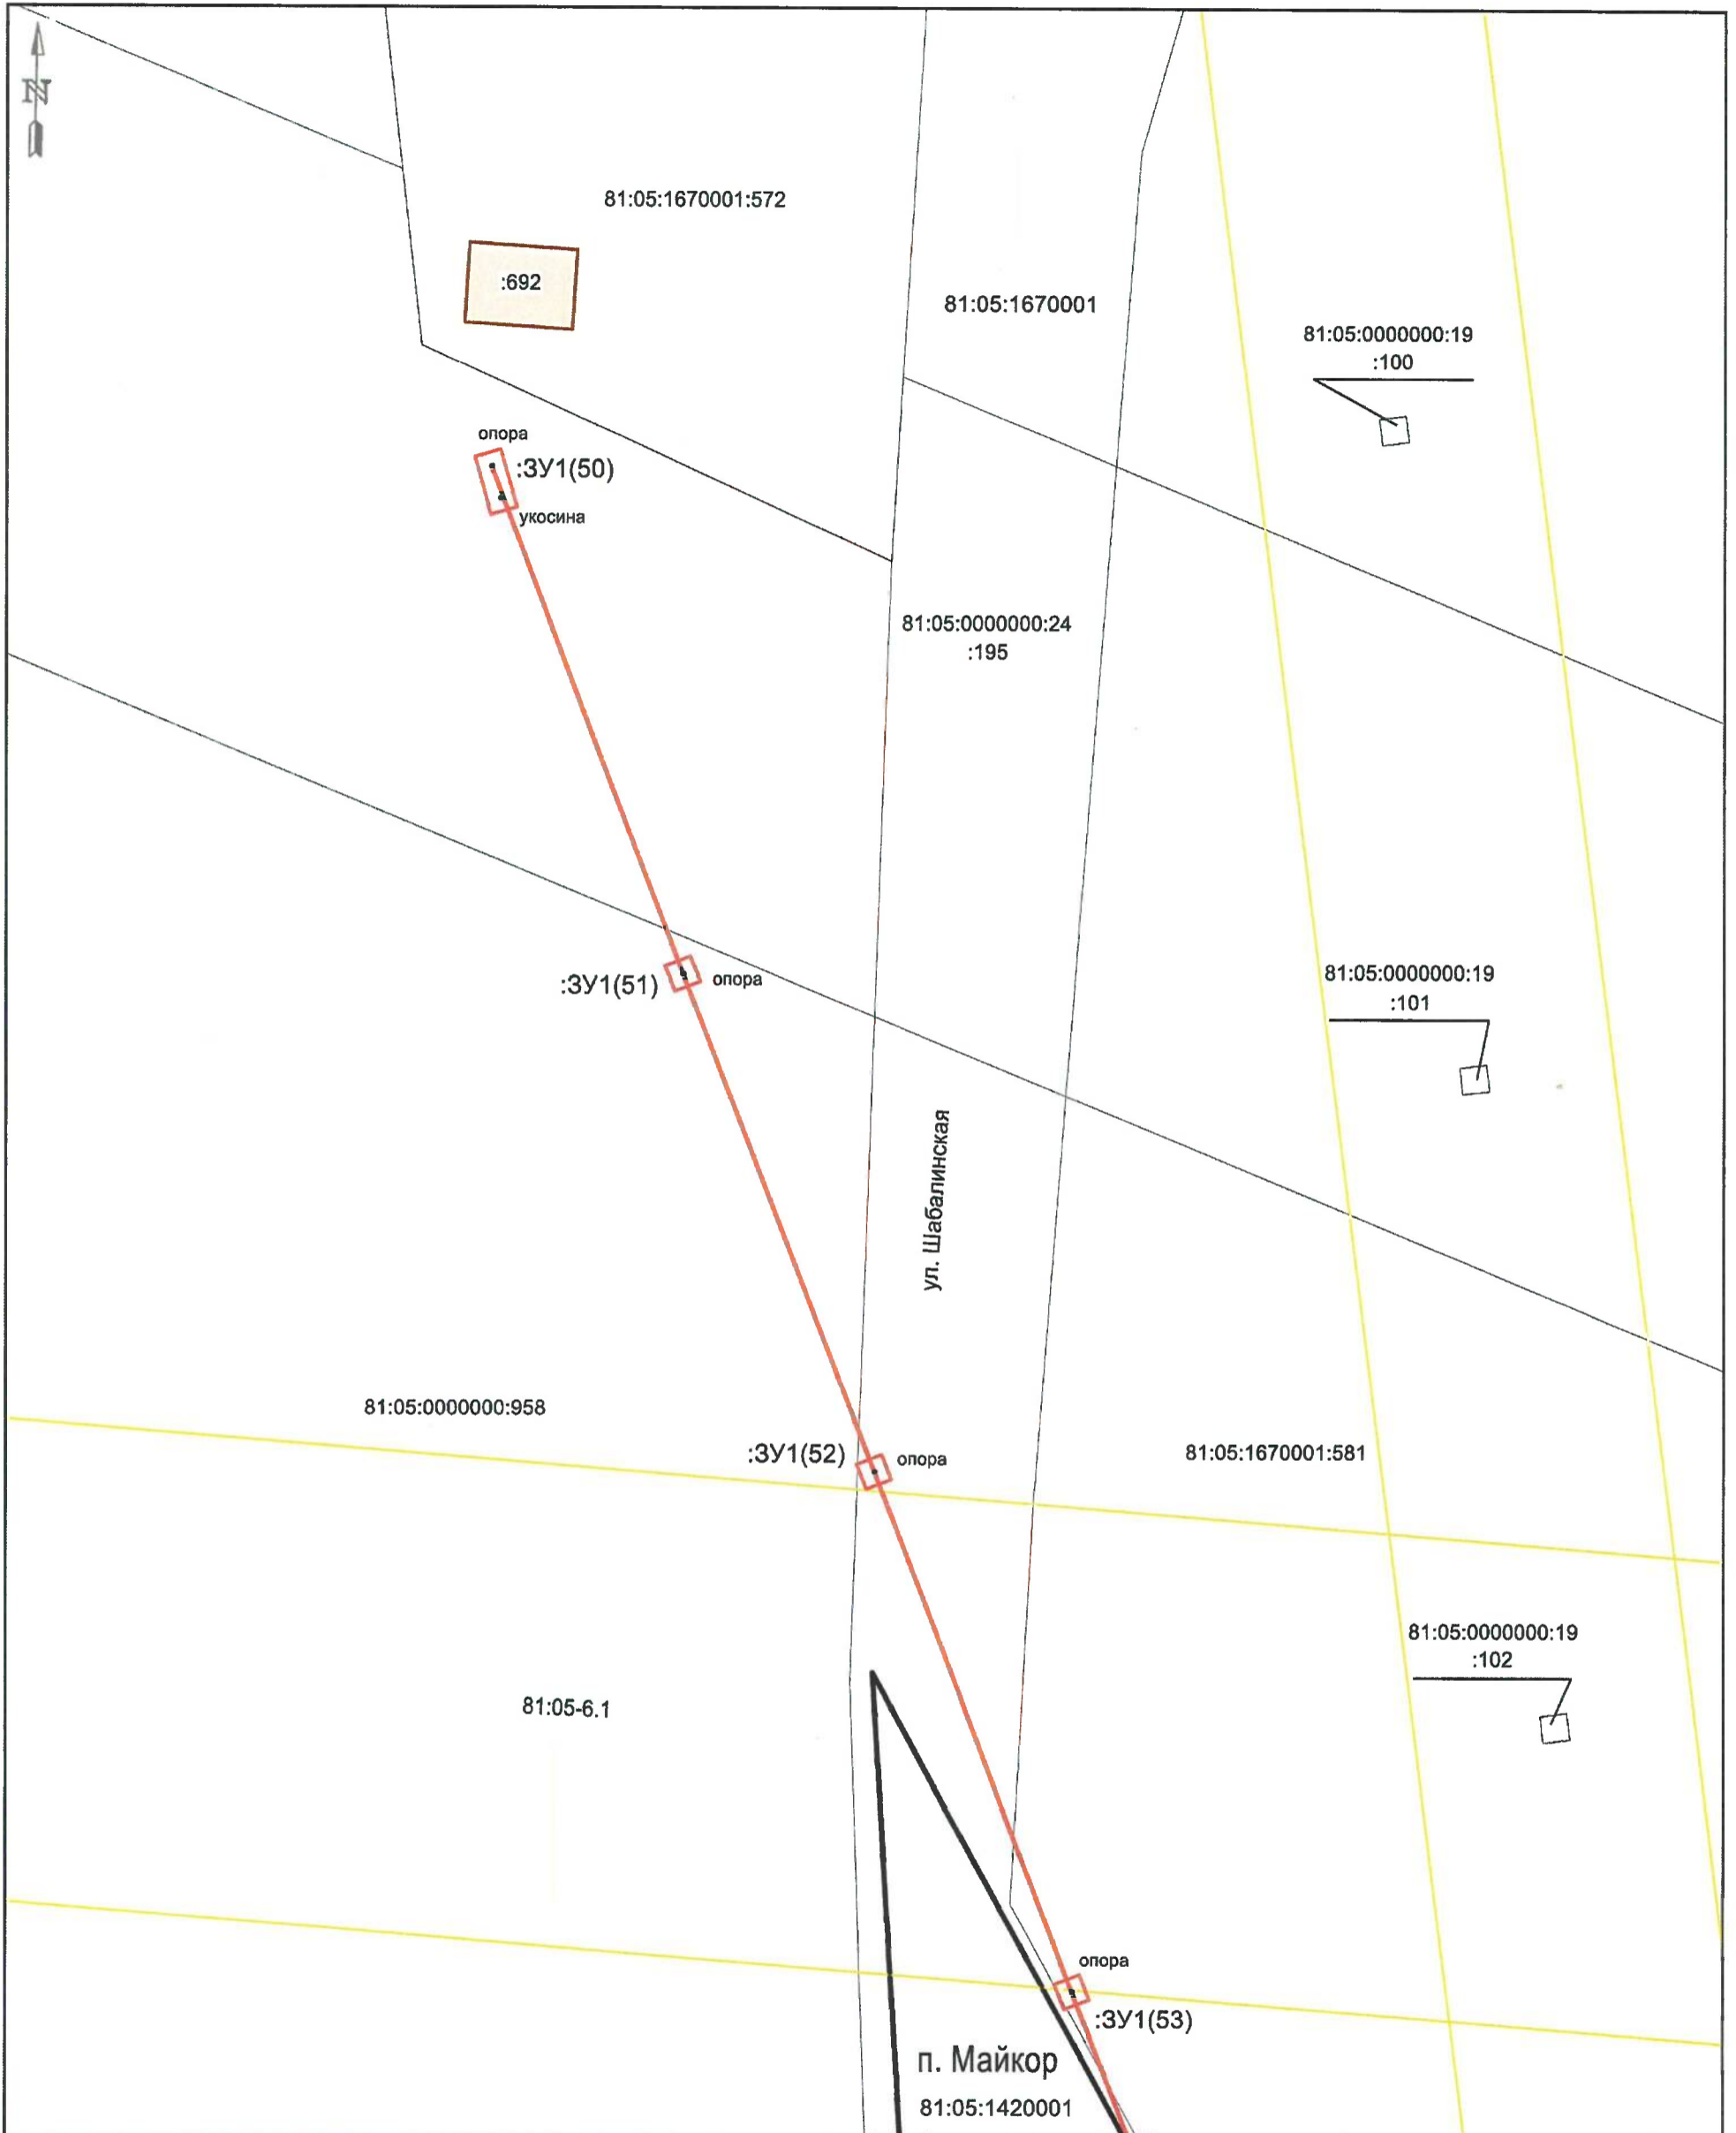 N
81:05:1670001:572
:692
81:05:1670001
81:05:0000000:19
:100
опора
:ЗУ1(50)
укосина
81:05:0000000:24
:195
:ЗУ1(51)
опора
81:05:0000000:19
:101
ул. Шабалинская
81:05:0000000:958
:ЗУ1(52)
опора
81:05:1670001:581
81:05:0000000:19
:102
81:05-6.1
опора
:ЗУ1(53)
п. Майкор
81:05:1420001